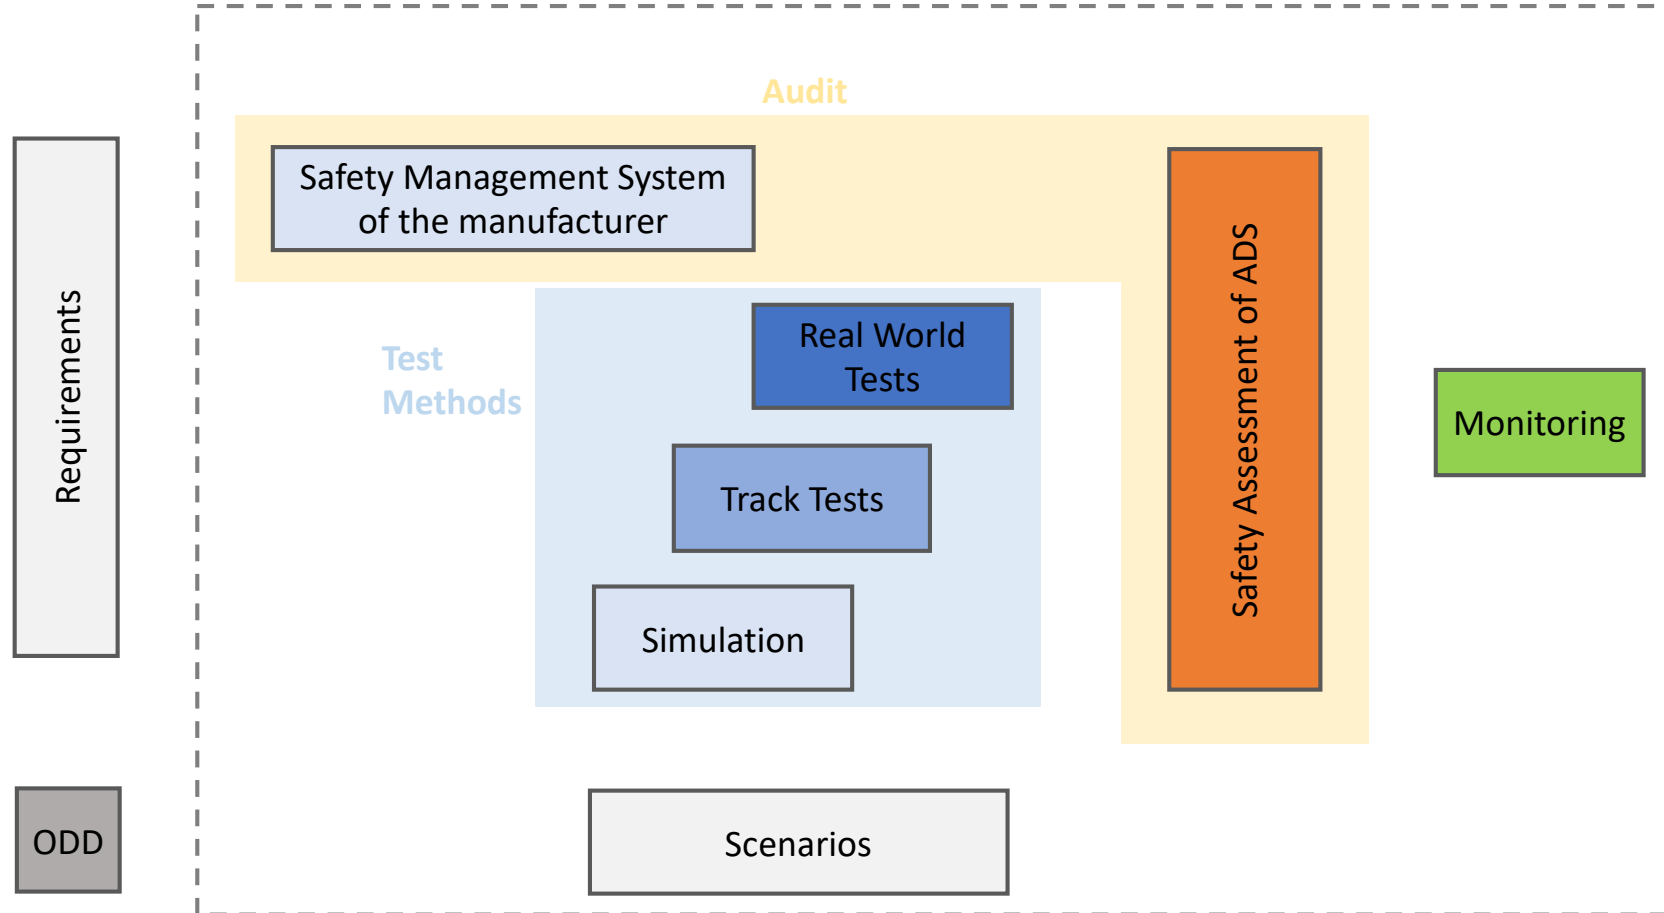 Audit
Safety Management System
of the manufacturer
Requirements
Test
Methods
Real World
Tests
Track Tests
Simulation
Safety Assessment of ADS
Monitoring
ODD
Scenarios